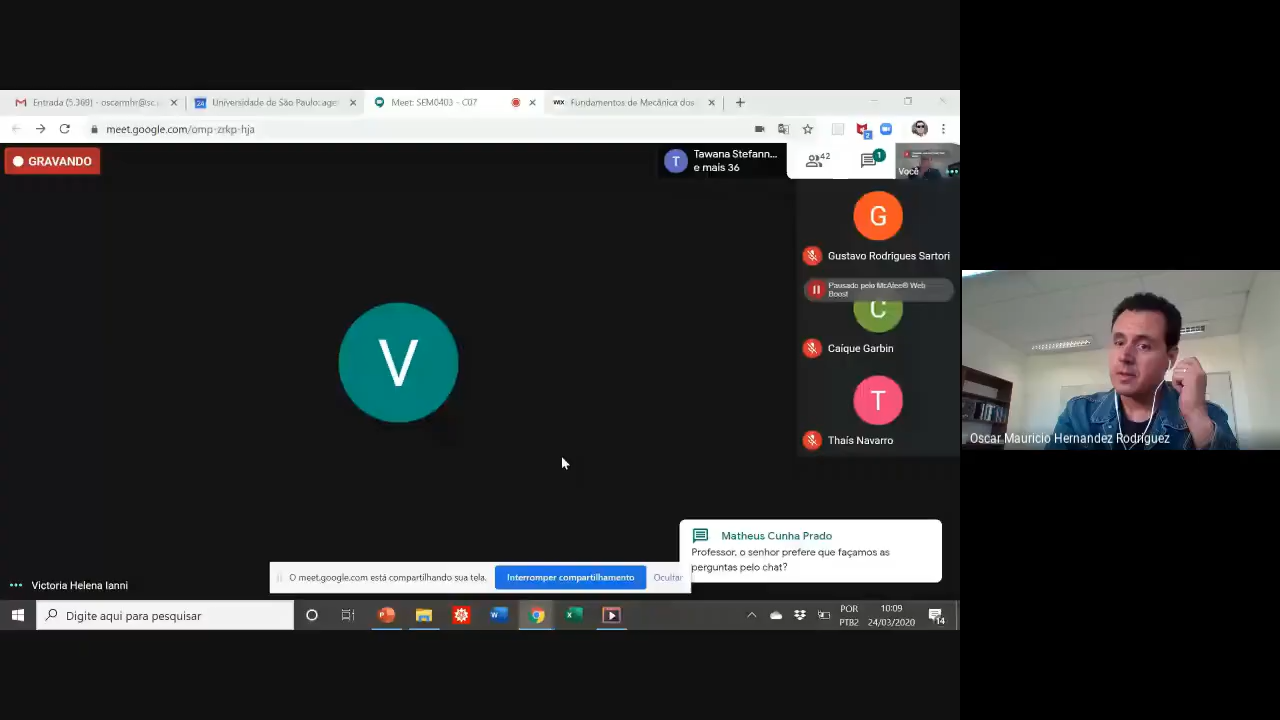 Entrada (5.369) - oscarmhr@sc
Universidade de São Paulo: age
Meet: SEM0403 - C07
WIX
Fundamentos de Mecânica dos
meet.google.com/omp-zrkp-hja
GRAVANDO
T
Tawana Stefann...
e mais 36
42
1
Você
G
Gustavo Rodrigues Sartori
Pausado pelo McAfee® Web
Boost
C
Caíque Garbin
T
Thaís Navarro
V
Oscar Mauricio Hernandez Rodriguez
Matheus Cunha Prado
Professor, o senhor prefere que façamos as
perguntas pelo chat?
O meet.google.com está compartilhando sua tela.
Interromper compartilhamento
Ocultar
Victoria Helena Ianni
Digite aqui para pesquisar
POR
PTB2
10:09
24/03/2020
14